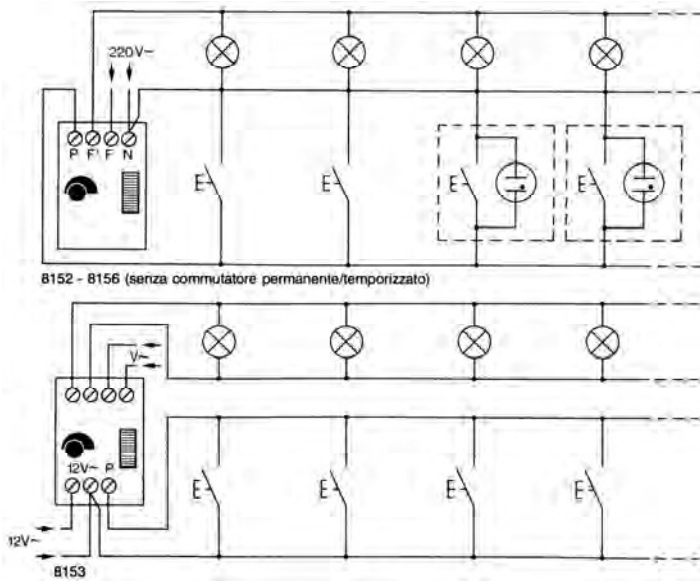 220V~
P F\ F N
8152 - 8156 (senza commutatore permanente/temporizzato)
V~
12V~ P
12V~
8153